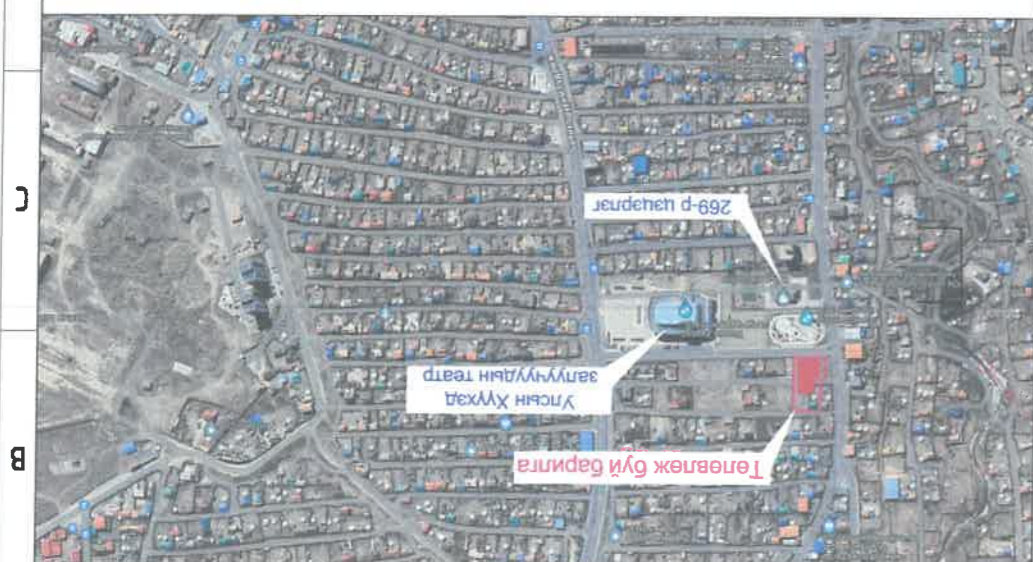 Төлөвлөж буй барилга
B
Улсын Хүүхэд
залуучуудын театр
269-р цэцэрлэг
C